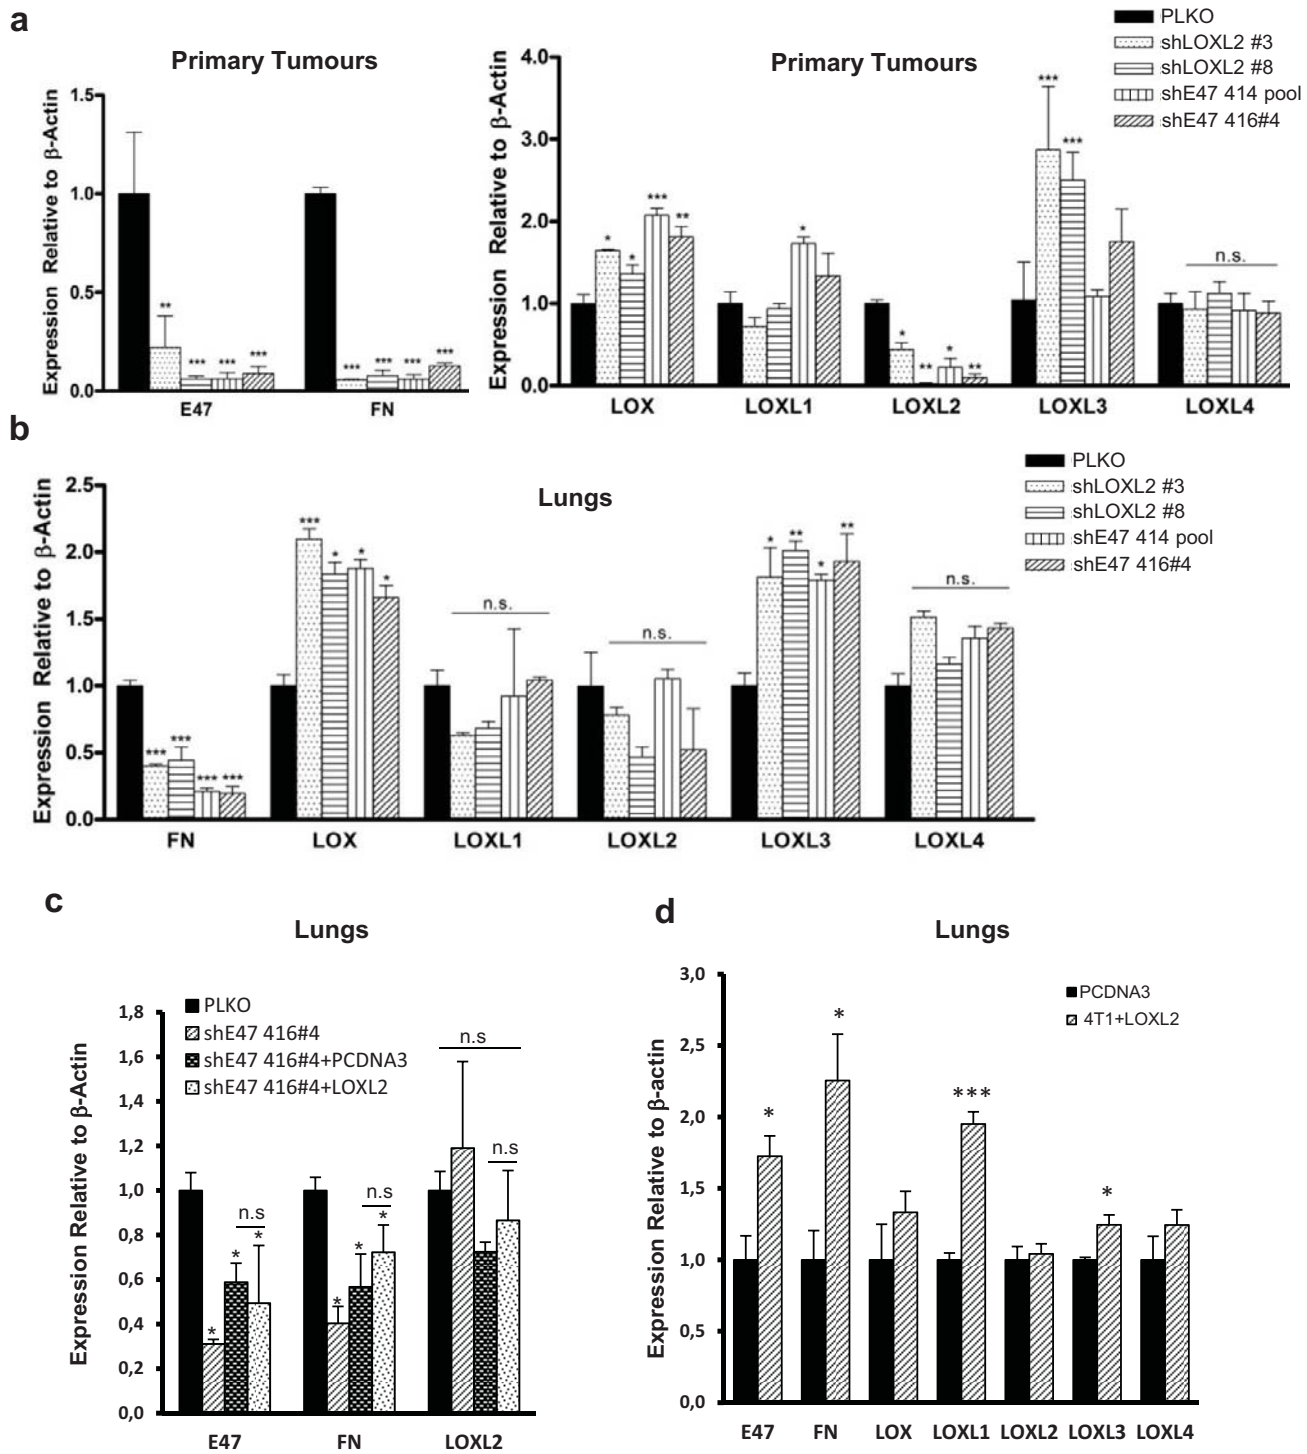 a
Primary Tumours
Expression Relative to β-Actin
1.5
1.0
0.5
0.0
**
***
***
***
***
***
***
***
E47
FN
Primary Tumours
Expression Relative to β-Actin
4.0
3.0
2.0
1.0
0.0
*
*
***
**
*
*
**
*
**
***
***
n.s.
LOX
LOXL1
LOXL2
LOXL3
LOXL4
PLKO
shLOXL2 #3
shLOXL2 #8
shE47 414 pool
shE47 416#4
b
Lungs
Expression Relative to β-Actin
2.5
2.0
1.5
1.0
0.5
0.0
***
***
***
***
***
*
*
*
n.s.
n.s.
*
**
*
**
n.s.
FN
LOX
LOXL1
LOXL2
LOXL3
LOXL4
PLKO
shLOXL2 #3
shLOXL2 #8
shE47 414 pool
shE47 416#4
c
Lungs
Expression Relative to β-Actin
1,8
1,6
1,4
1,2
1,0
0,8
0,6
0,4
0,2
0,0
PLKO
shE47 416#4
shE47 416#4+PCDNA3
shE47 416#4+LOXL2
n.s
*
*
*
n.s
*
*
*
n.s
n.s
E47
FN
LOXL2
d
Lungs
Expression Relative to β-actin
3,0
2,5
2,0
1,5
1,0
0,5
0,0
PCDNA3
4T1+LOXL2
*
*
***
*
E47
FN
LOX
LOXL1
LOXL2
LOXL3
LOXL4